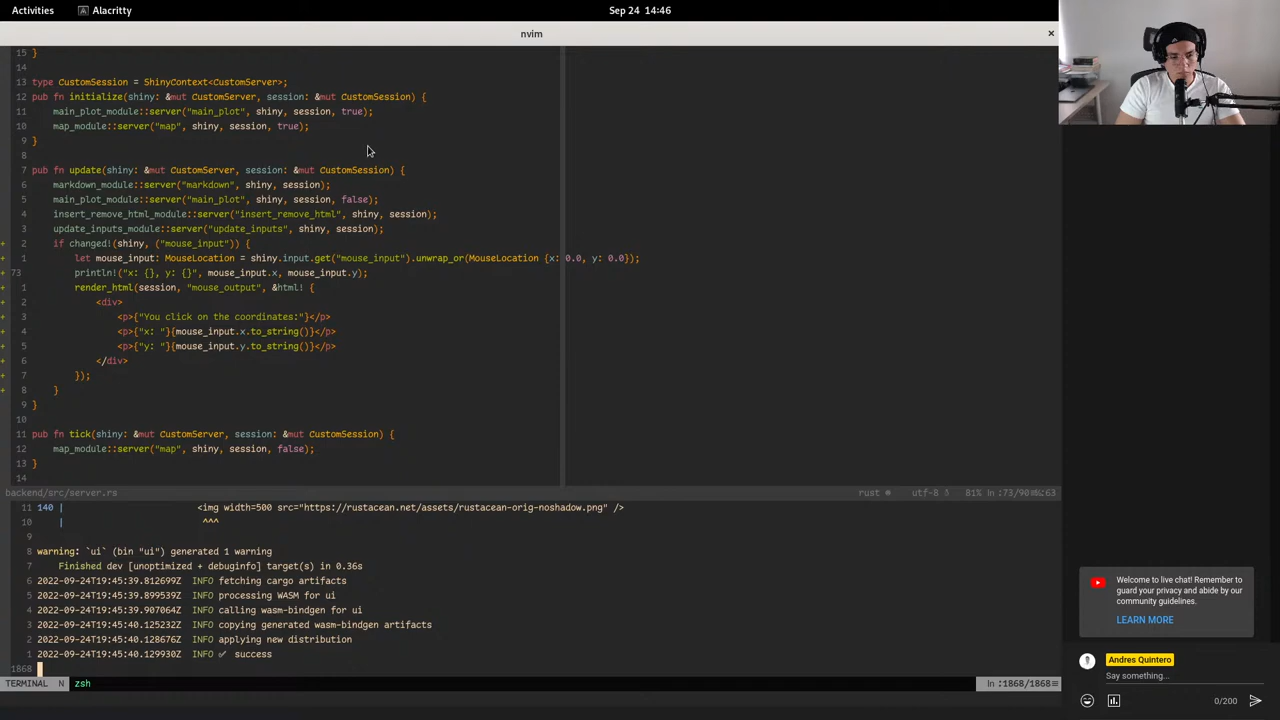 Activities
Alacritty
Sep 24 14:46
nvim
15 }
14
13 type CustomSession = ShinyContext<CustomServer>;
12 pub fn initialize(shiny: &mut CustomServer, session: &mut CustomSession) {
11     main_plot_module::server("main_plot", shiny, session, true);
10     map_module::server("map", shiny, session, true);
9 }
8
7 pub fn update(shiny: &mut CustomServer, session: &mut CustomSession) {
6     markdown_module::server("markdown", shiny, session);
5     main_plot_module::server("main_plot", shiny, session, false);
4     insert_remove_html_module::server("insert_remove_html", shiny, session);
3     update_inputs_module::server("update_inputs", shiny, session);
+ 2     if changed!(shiny, ("mouse_input")) {
+ 1         let mouse_input: MouseLocation = shiny.input.get("mouse_input").unwrap_or(MouseLocation {x: 0.0, y: 0.0});
+ 73         println!("x: {}, y: {}", mouse_input.x, mouse_input.y);
+ 1         render_html(session, "mouse_output", &html! {
+ 2             <div>
+ 3                 <p>{"You click on the coordinates:"}</p>
+ 4                 <p>{"x: "}{mouse_input.x.to_string()}</p>
+ 5                 <p>{"y: "}{mouse_input.y.to_string()}</p>
+ 6             </div>
+ 7         });
+ 8     }
9 }
10
11 pub fn tick(shiny: &mut CustomServer, session: &mut CustomSession) {
12     map_module::server("map", shiny, session, false);
13 }
14
backend/src/server.rs
rust
utf-8
81% ln :73/90
:63
11 140 |                         <img width=500 src="https://rustacean.net/assets/rustacean-orig-noshadow.png" />
10     |                          ^^^
9
8 warning: `ui` (bin "ui") generated 1 warning
7     Finished dev [unoptimized + debuginfo] target(s) in 0.36s
6 2022-09-24T19:45:39.812699Z  INFO fetching cargo artifacts
5 2022-09-24T19:45:39.899539Z  INFO processing WASM for ui
4 2022-09-24T19:45:39.907064Z  INFO calling wasm-bindgen for ui
3 2022-09-24T19:45:40.125232Z  INFO copying generated wasm-bindgen artifacts
2 2022-09-24T19:45:40.128676Z  INFO applying new distribution
1 2022-09-24T19:45:40.129930Z  INFO ✅ success
1868
TERMINAL N zsh
ln :1868/1868
Welcome to live chat! Remember to
guard your privacy and abide by our
community guidelines.
LEARN MORE
Andres Quintero
Say something...
0/200